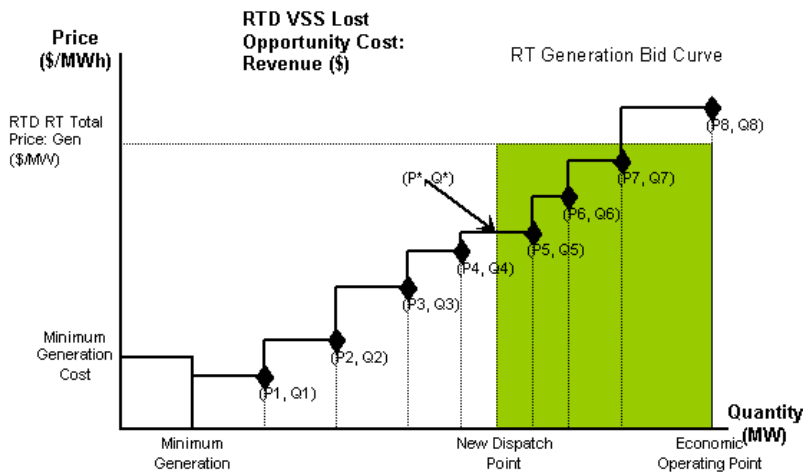 RTD VSS Lost
Opportunity Cost:
Revenue ($)
Price
($/MWh)
RT Generation Bid Curve
RTD RT Total
Price: Gen
($/MW)
(P8, Q8)
(P*, Q*)
(P7, Q7)
(P6, Q6)
(P5, Q5)
(P4, Q4)
(P3, Q3)
Minimum
Generation
Cost
(P2, Q2)
(P1, Q1)
Quantity
(MW)
Minimum
Generation
New Dispatch
Point
Economic
Operating Point